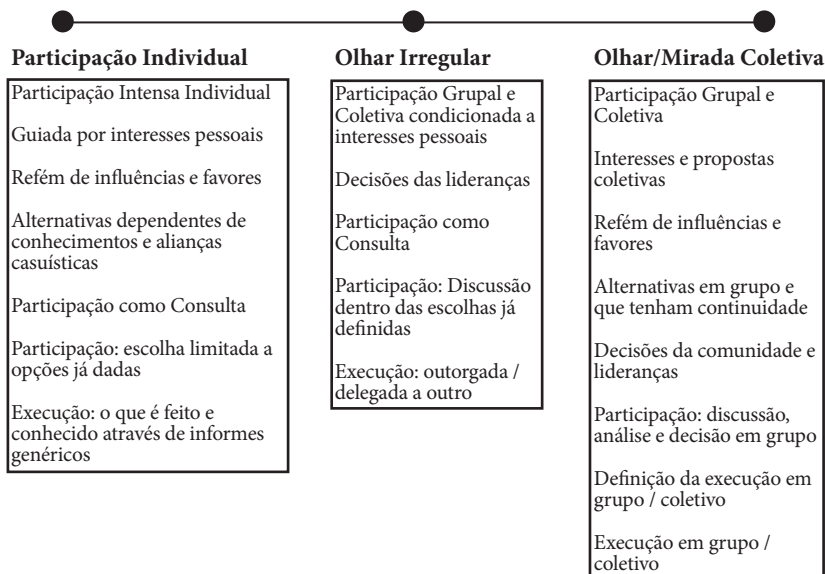 Participação Individual
Participação Intensa Individual
Guiada por interesses pessoais
Refém de influências e favores
Alternativas dependentes de
conhecimentos e alianças
casuísticas
Participação como Consulta
Participação: escolha limitada a
opções já dadas
Execução: o que é feito e
conhecido através de informes
genéricos
Olhar Irregular
Participação Grupal e
Coletiva condicionada a
interesses pessoais
Decisões das lideranças
Participação como
Consulta
Participação: Discussão
dentro das escolhas já
definidas
Execução: outorgada /
delegada a outro
Olhar/Mirada Coletiva
Participação Grupal e
Coletiva
Interesses e propostas
coletivas
Refém de influências e
favores
Alternativas em grupo e
que tenham continuidade
Decisões da comunidade e
lideranças
Participação: discussão,
análise e decisão em grupo
Definição da execução em
grupo / coletivo
Execução em grupo /
coletivo